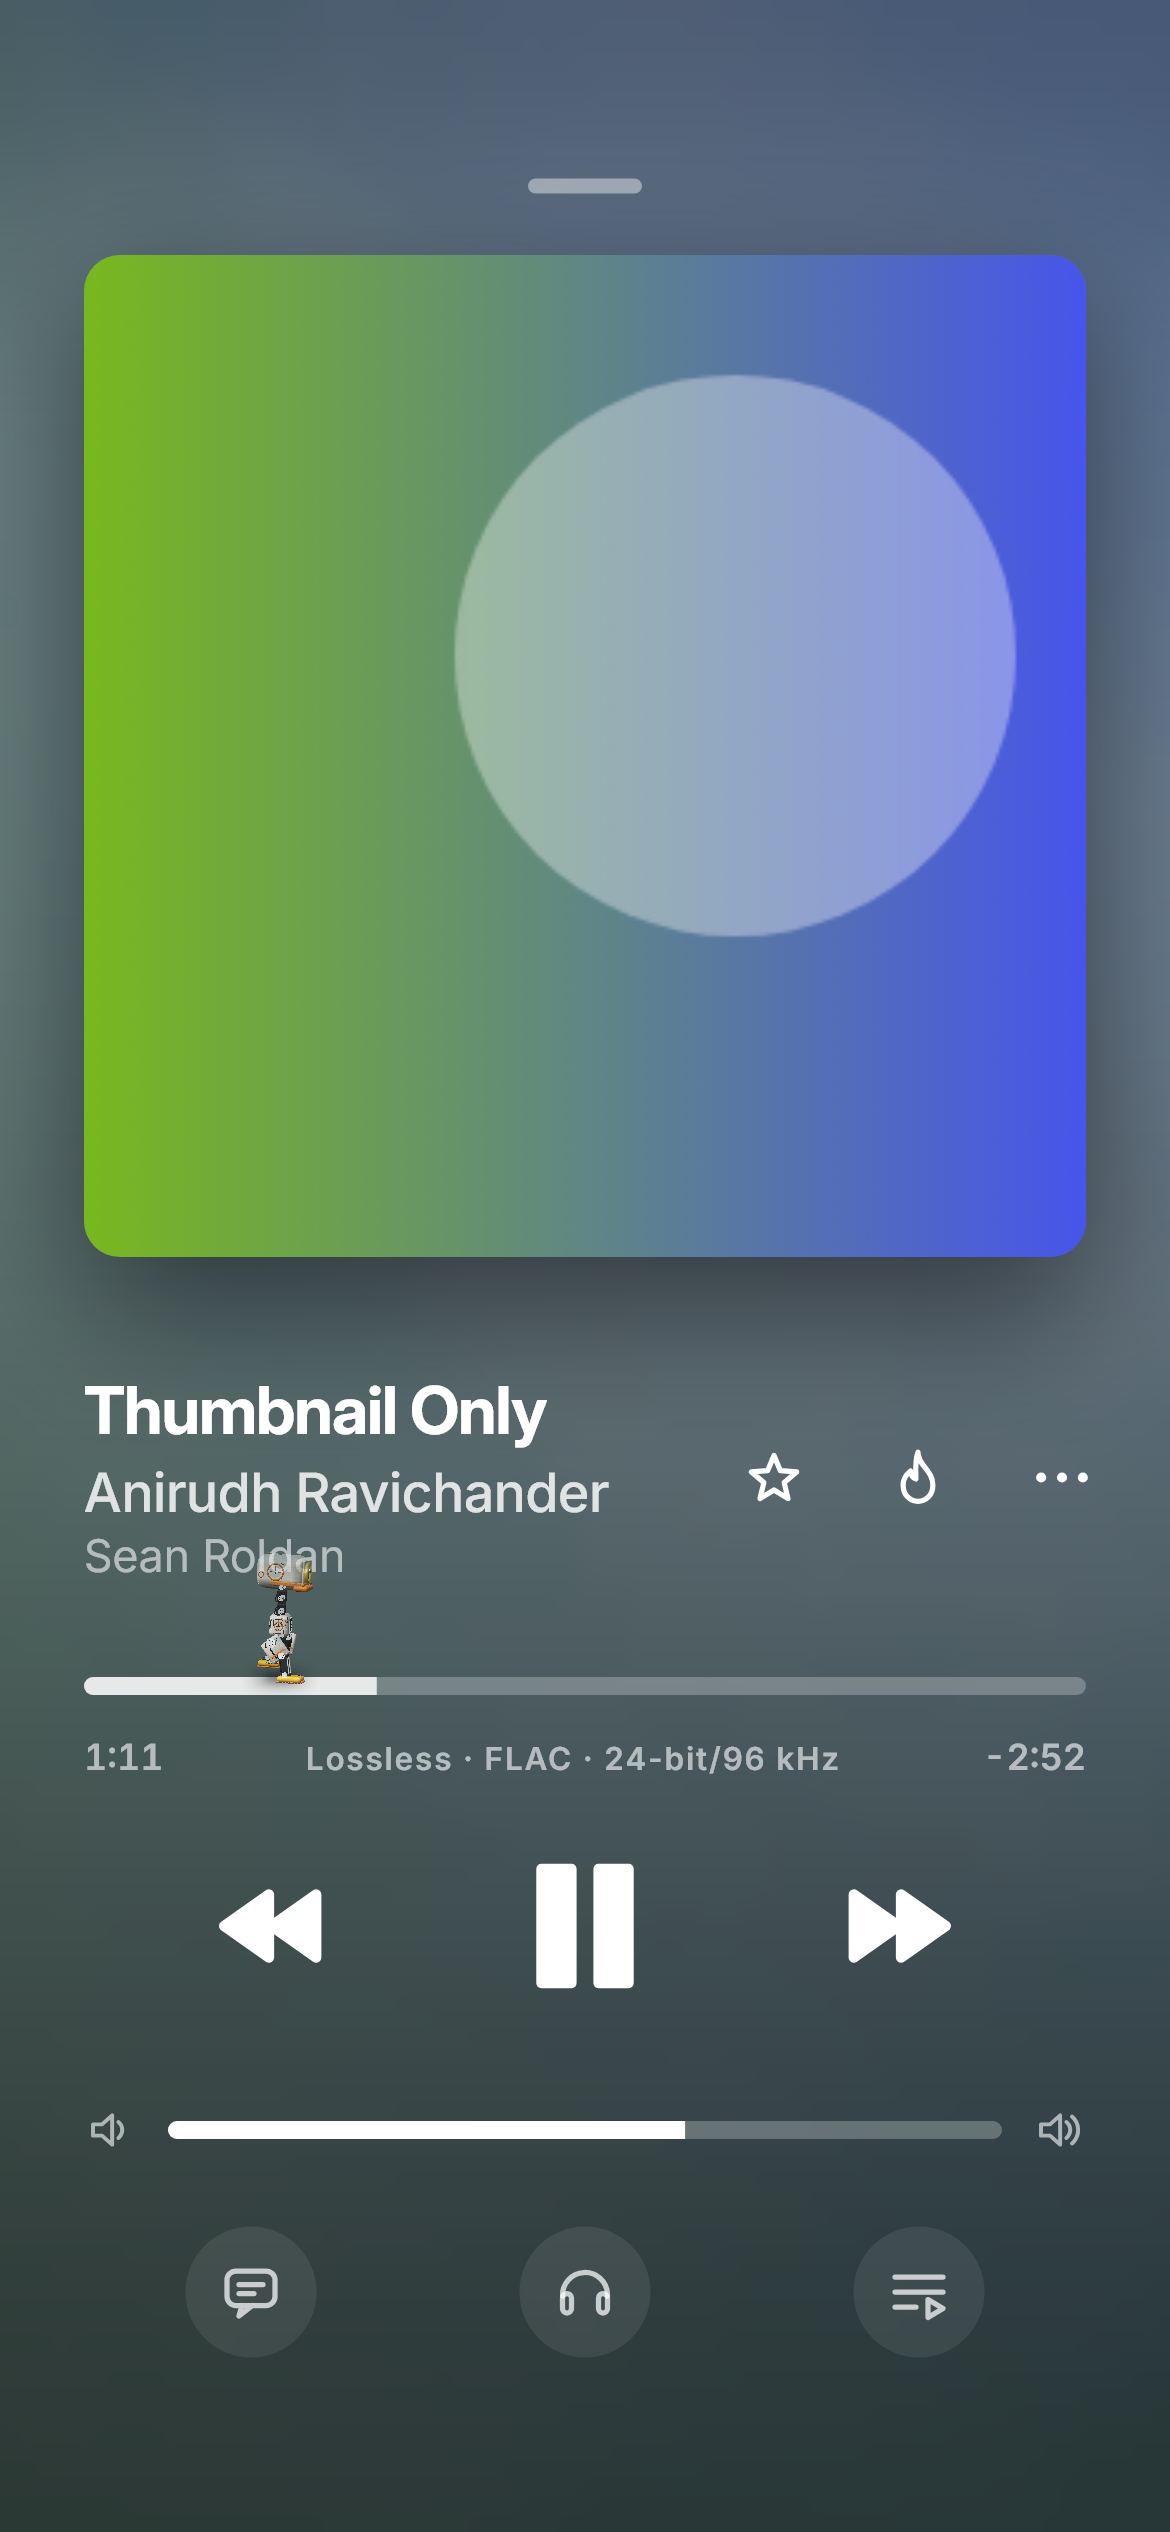 Thumbnail Only
Anirudh Ravichander
Sean Roldan
1:11
Lossless · FLAC · 24-bit/96 kHz
-2:52